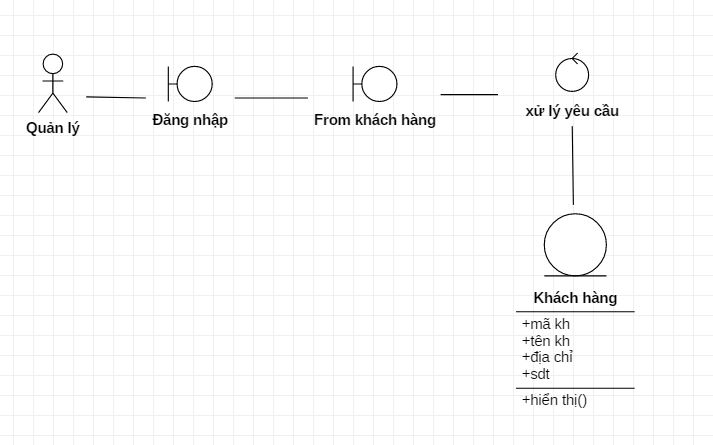 Quản lý
Đăng nhập
From khách hàng
xử lý yêu cầu
Khách hàng
+mã kh
+tên kh
+địa chỉ
+sdt
+hiển thị()